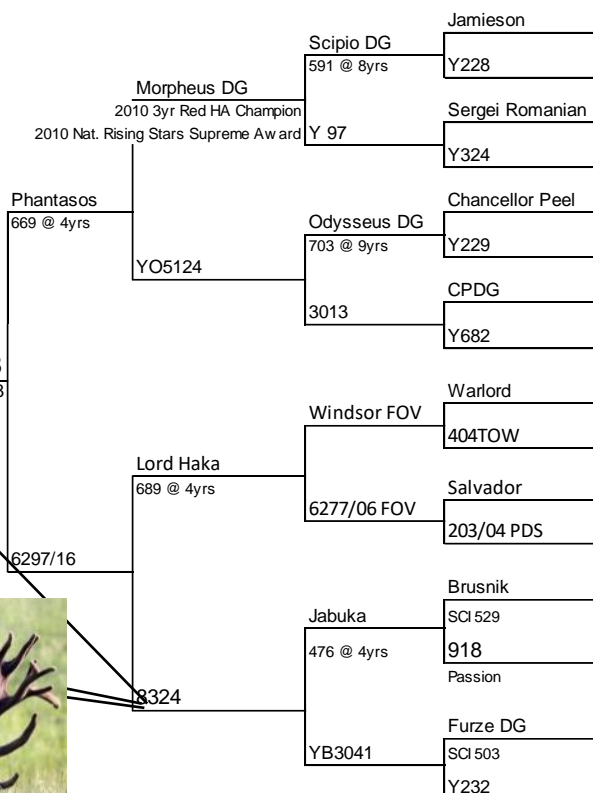 Jamieson
Scipio DG
591 @ 8yrs
Y228
Morpheus DG
2010 3yr Red HA Champion
2010 Nat. Rising Stars Supreme Award
Sergei Romanian
Y 97
Y324
Phantasos
669 @ 4yrs
Chancellor Peel
Odysseus DG
703 @ 9yrs
Y229
YO5124
CPDG
3013
Y682
Warlord
Windsor FOV
404TOW
Lord Haka
689 @ 4yrs
Salvador
6277/06 FOV
203/04 PDS
6297/16
Brusnik
SCI 529
Jabuka
476 @ 4yrs
918
Passion
8324
Furze DG
SCI 503
YB3041
Y232